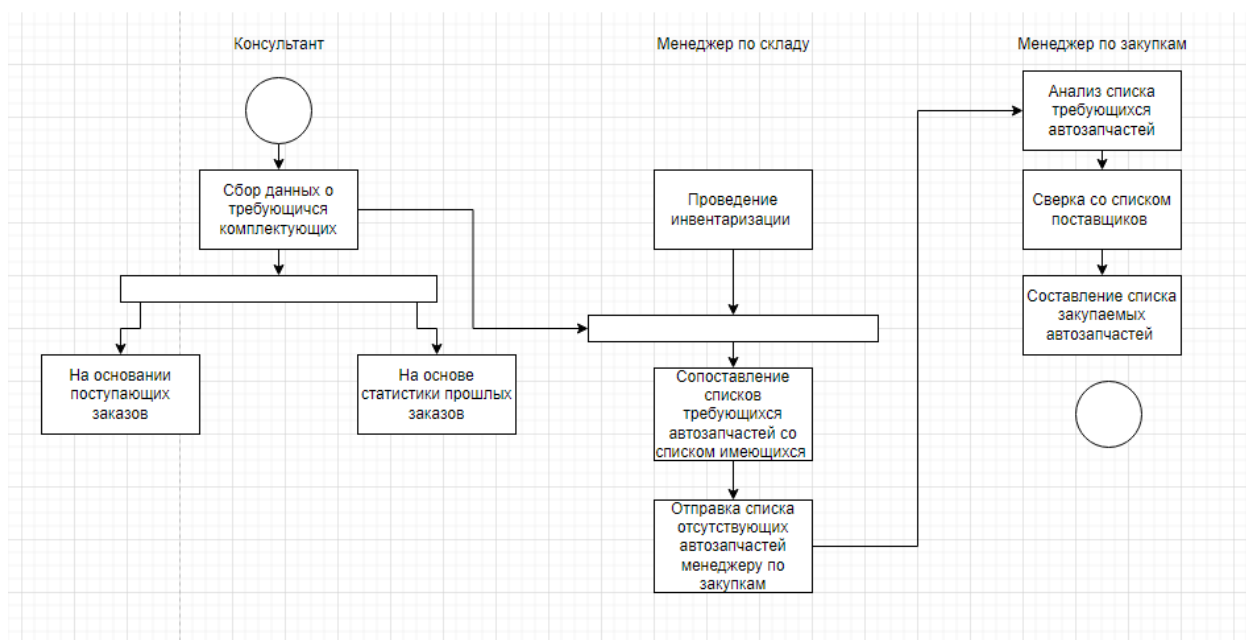 Консультант
Менеджер по складу
Менеджер по закупкам
Сбор данных о
требующичся
комплектующих
На основании
поступающих
заказов
На основе
статистики прошлых
заказов
Проведение
инвентаризации
Сопоставление
списков
требующихся
автозапчастей со
списком имеющихся
Отправка списка
отсутствующих
автозапчастей
менеджеру по
закупкам
Анализ списка
требующихся
автозапчастей
Сверка со списком
поставщиков
Составление списка
закупаемых
автозапчастей